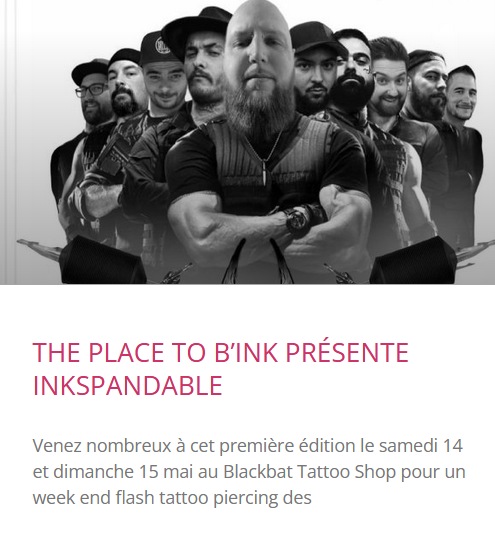 THE PLACE TO B’INK PRÉSENTE
INKSPANDABLE
Venez nombreux à cet première édition le samedi 14
et dimanche 15 mai au Blackbat Tattoo Shop pour un
week end flash tattoo piercing des